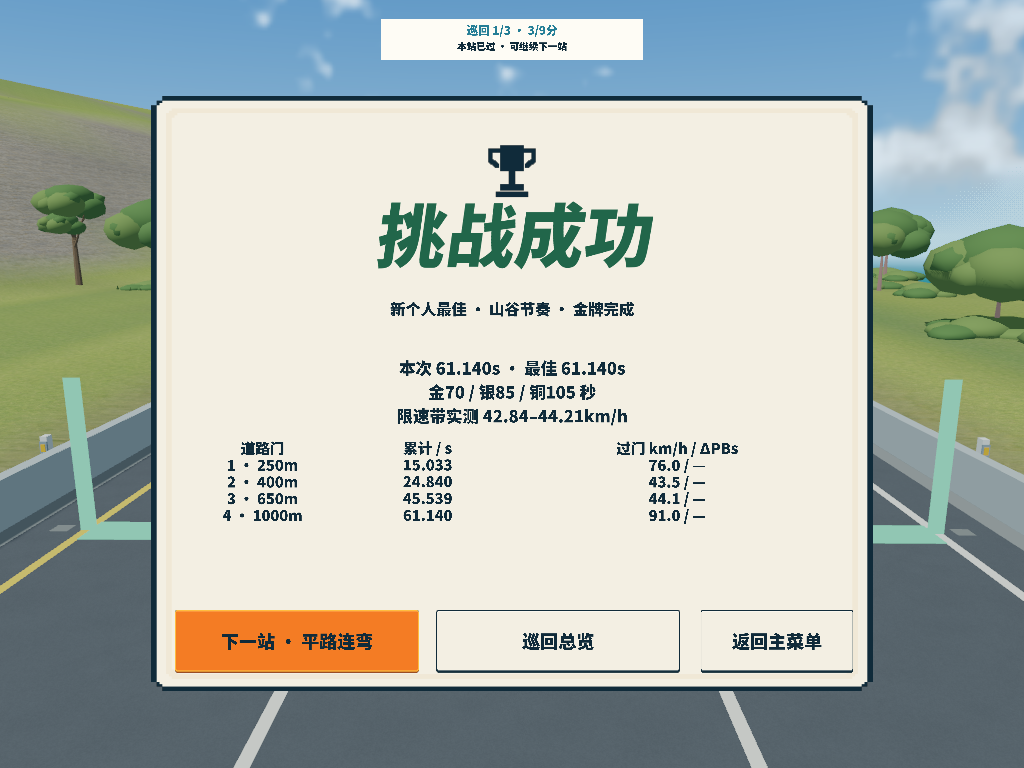 巡回 1/3 · 3/9分
本站已过 · 可继续下一站
挑战成功
新个人最佳 · 山谷节奏 · 金牌完成
本次 61.140s · 最佳 61.140s
金70 / 银85 / 铜105 秒
限速带实测 42.84–44.21km/h
道路门 累计 / s 过门 km/h / ΔPBs
1 · 250m 15.033 76.0 / —
2 · 400m 24.840 43.5 / —
3 · 650m 45.539 44.1 / —
4 · 1000m 61.140 91.0 / —
下一站 · 平路连弯 巡回总览 返回主菜单